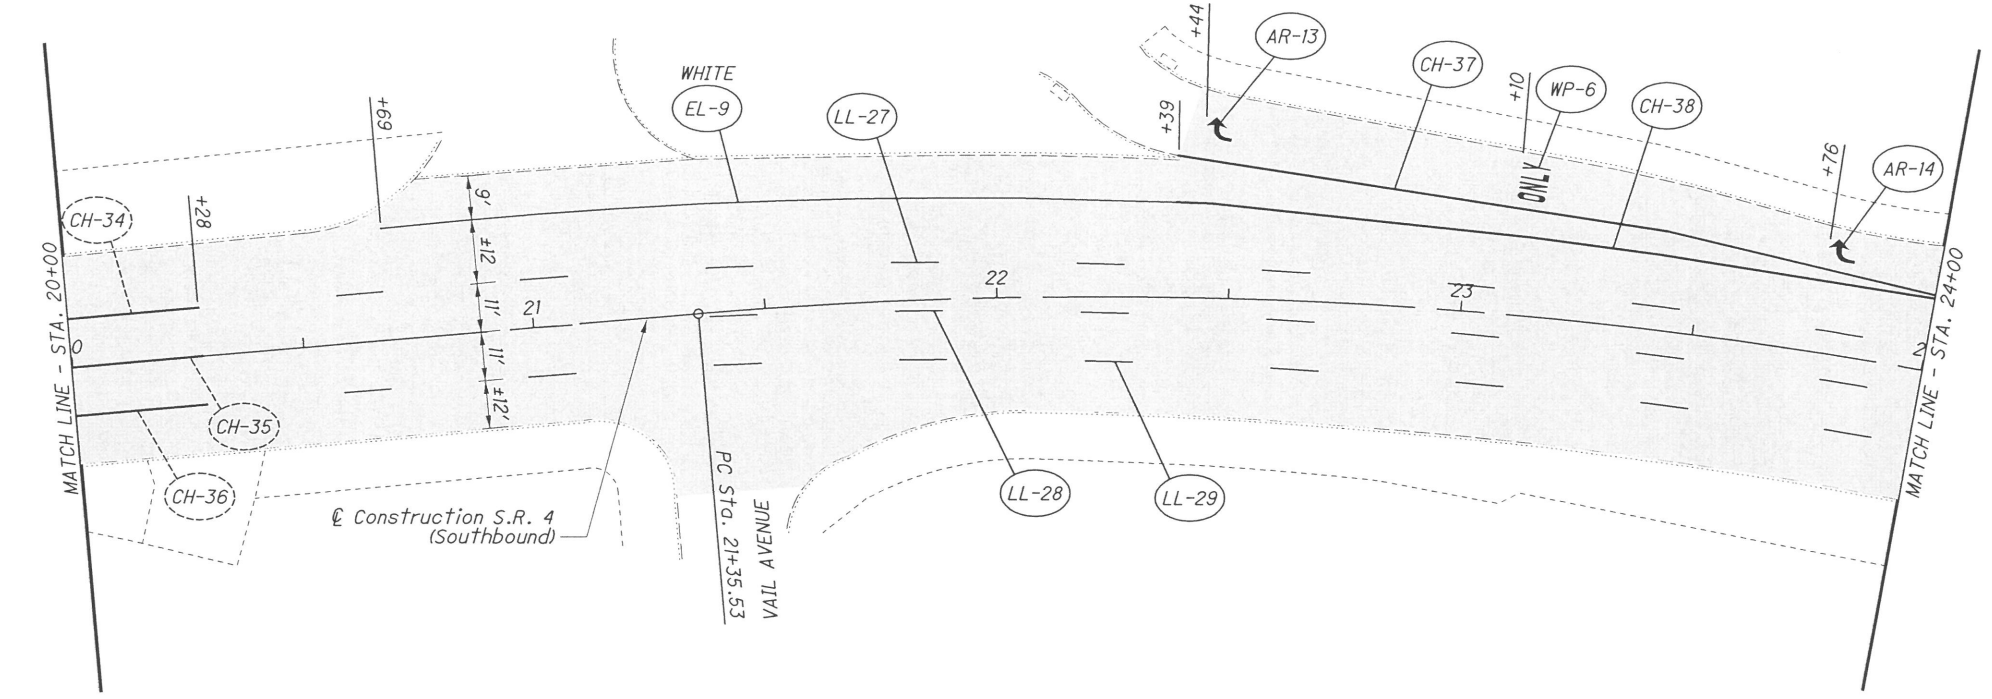 MATCH LINE - STA. 20+00
CH-34
+28
0
CH-35
CH-36
+69
9'
±12
11'
11'
±12'
21
WHITE
EL-9
LL-27
₵ Construction S.R. 4
(Southbound)
PC Sta. 21+35.53
VAIL AVENUE
22
LL-28
LL-29
+39
+44
AR-13
CH-37
+10
WP-6
ONLY
CH-38
23
+76
AR-14
2
MATCH LINE - STA. 24+00